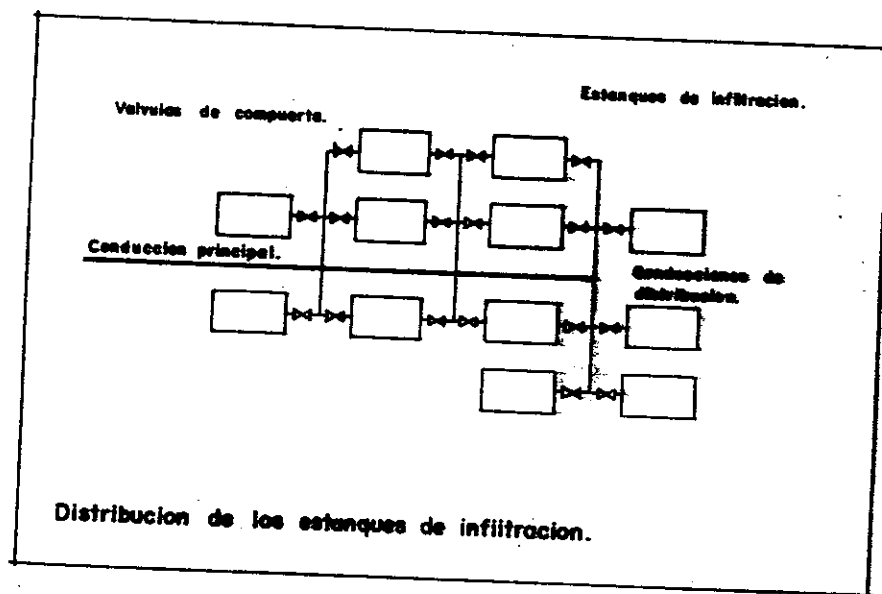 Estanques de infiltracion.
Valvulas de compuerta.
Conduccion principal.
Conducciones de
distribucion.
Distribucion de los estanques de infiltracion.